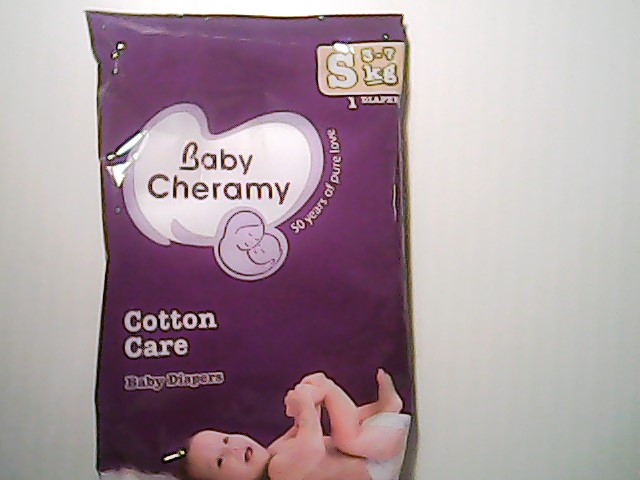 S 3-7
kg
1 DIAPER
Baby
Cheramy
50 years of pure love
Cotton
Care
Baby Diapers